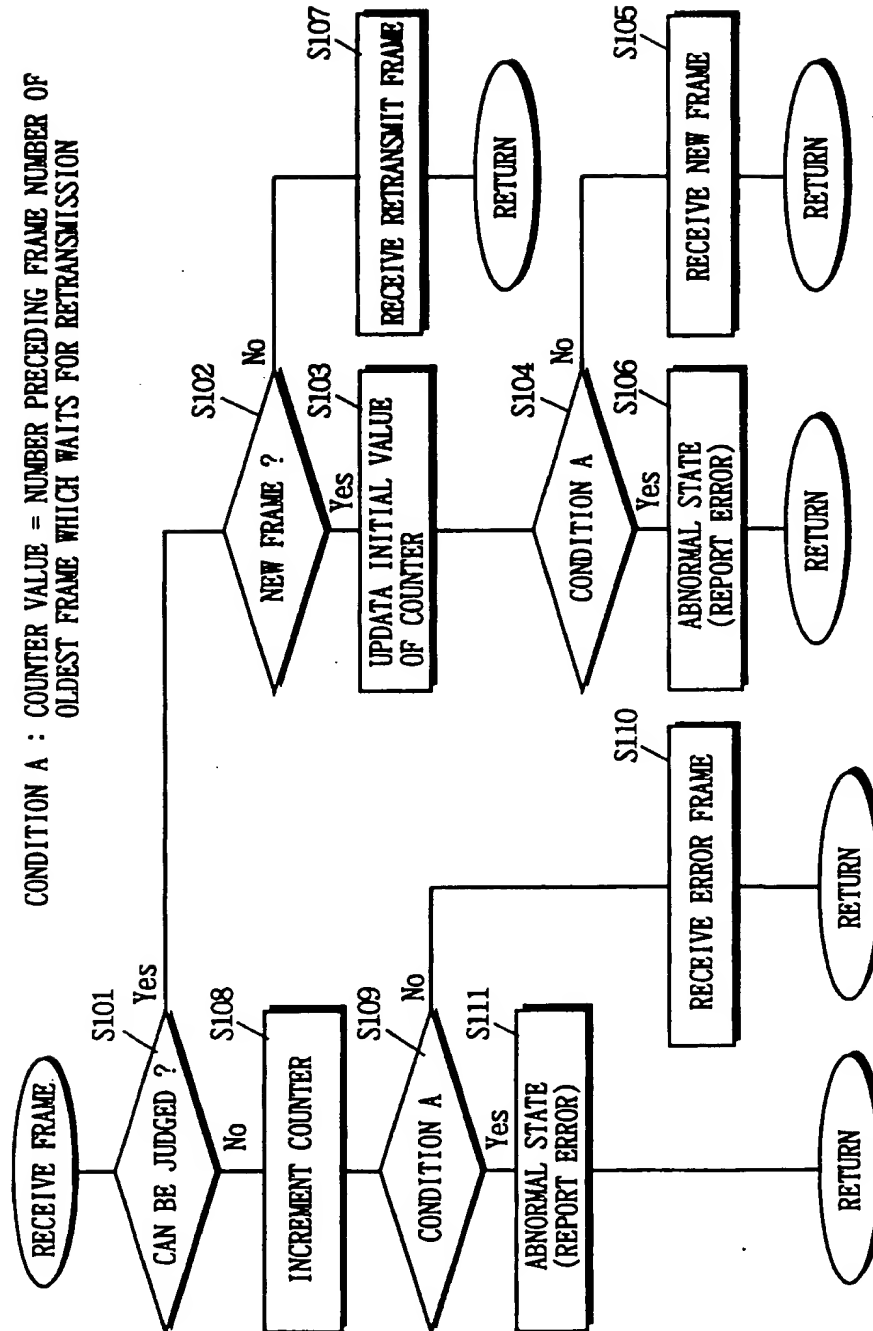 CONDITION A : COUNTER VALUE = NUMBER PRECEDING FRAME NUMBER OF
OLDEST FRAME WHICH WAITS FOR RETRANSMISSION
RECEIVE FRAME
S101
CAN BE JUDGED ?
Yes
No
S108
INCREMENT COUNTER
S109
CONDITION A
No
Yes
S111
ABNORMAL STATE
(REPORT ERROR)
RETURN
S110
RECEIVE ERROR FRAME
RETURN
S102
NEW FRAME ?
No
Yes
S103
UPDATA INITIAL VALUE
OF COUNTER
S104
CONDITION A
No
Yes
S106
ABNORMAL STATE
(REPORT ERROR)
RETURN
S107
RECEIVE RETRANSMIT FRAME
RETURN
S105
RECEIVE NEW FRAME
RETURN